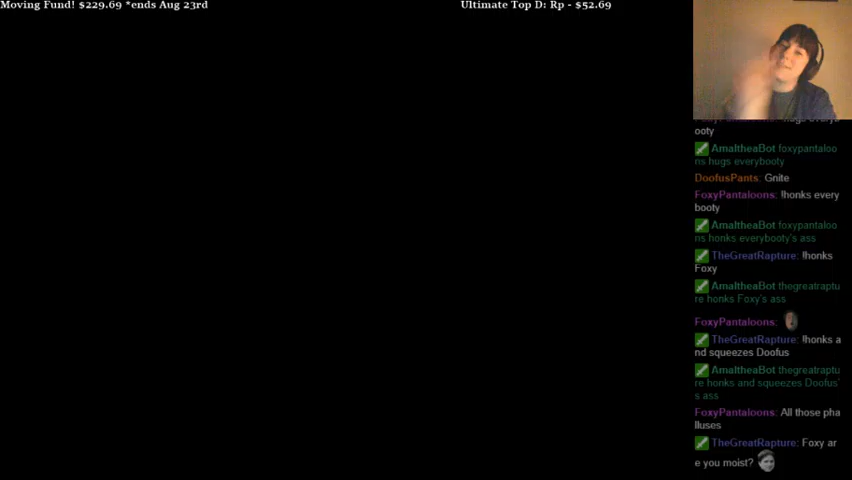 Moving Fund! $229.69 *ends Aug 23rd
Ultimate Top D: Rp - $52.69
ooty
AmaltheaBot foxypantaloo
ns hugs everybooty
DoofusPants: Gnite
FoxyPantaloons: !honks every
booty
AmaltheaBot foxypantaloo
ns honks everybooty's ass
TheGreatRapture: !honks
Foxy
AmaltheaBot thegreatraptu
re honks Foxy's ass
FoxyPantaloons:
TheGreatRapture: !honks a
nd squeezes Doofus
AmaltheaBot thegreatraptu
re honks and squeezes Doofus'
s ass
FoxyPantaloons: All those pha
lluses
TheGreatRapture: Foxy ar
e you moist?